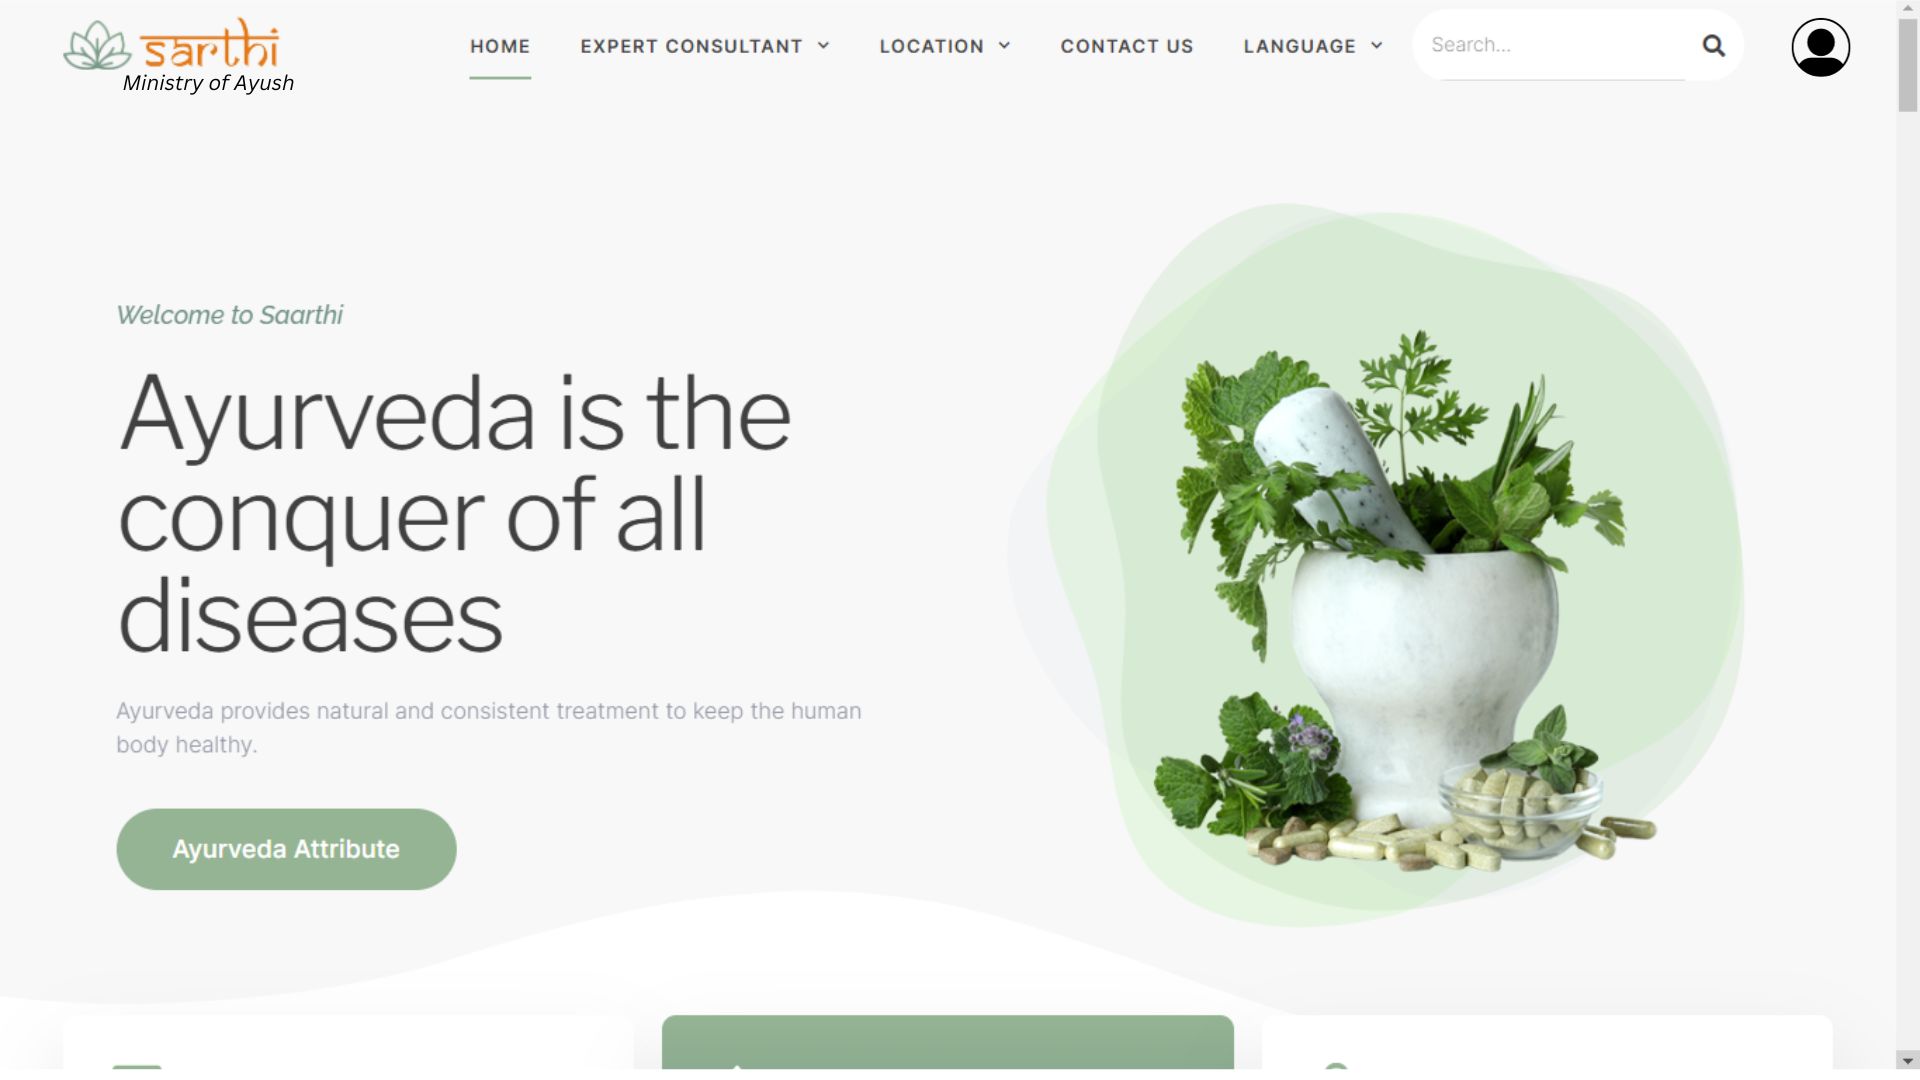 sarthi
Ministry of Ayush
HOME
EXPERT CONSULTANT
LOCATION
CONTACT US
LANGUAGE
Search...
Welcome to Saarthi
Ayurveda is the
conquer of all
diseases
Ayurveda provides natural and consistent treatment to keep the human
body healthy.
Ayurveda Attribute